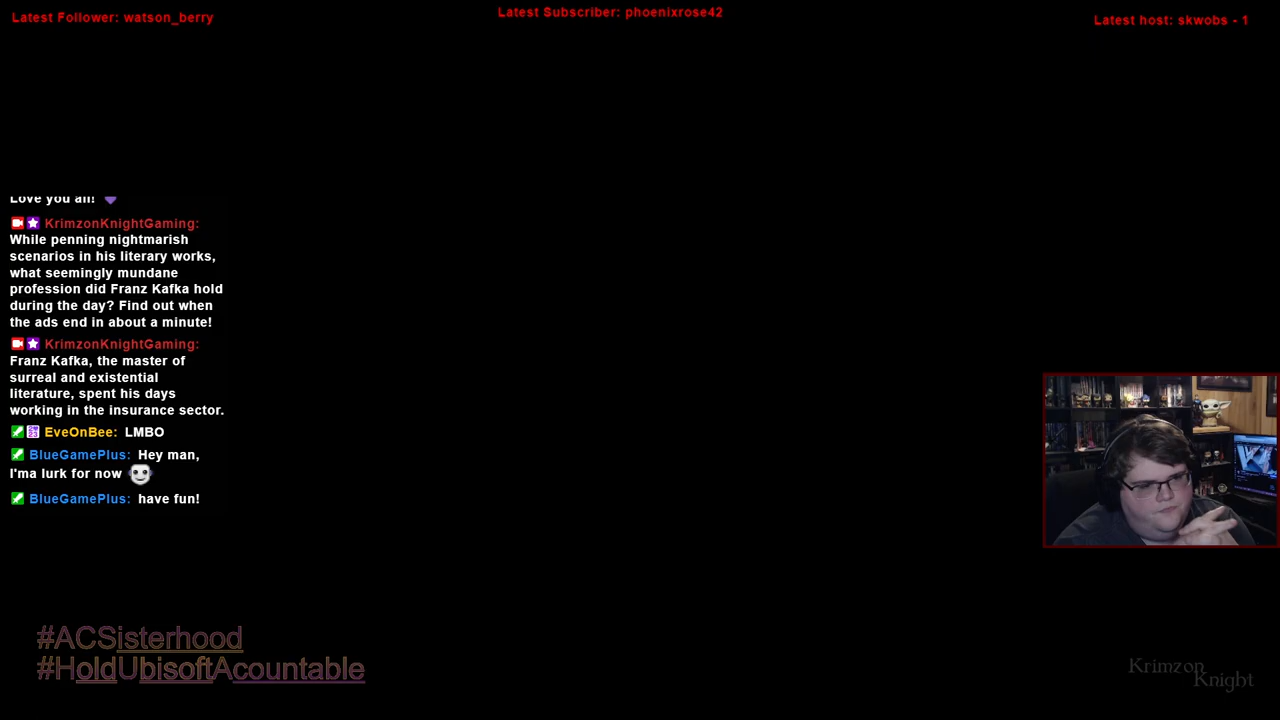 Latest Follower: watson_berry
Latest Subscriber: phoenixrose42
Latest host: skwobs - 1
Love you all!
KrimzonKnightGaming:
While penning nightmarish
scenarios in his literary works,
what seemingly mundane
profession did Franz Kafka hold
during the day? Find out when
the ads end in about a minute!
KrimzonKnightGaming:
Franz Kafka, the master of
surreal and existential
literature, spent his days
working in the insurance sector.
EveOnBee: LMBO
BlueGamePlus: Hey man,
I'ma lurk for now
BlueGamePlus: have fun!
#ACSisterhood
#HoldUbisoftAcountable
Krimzon
Knight